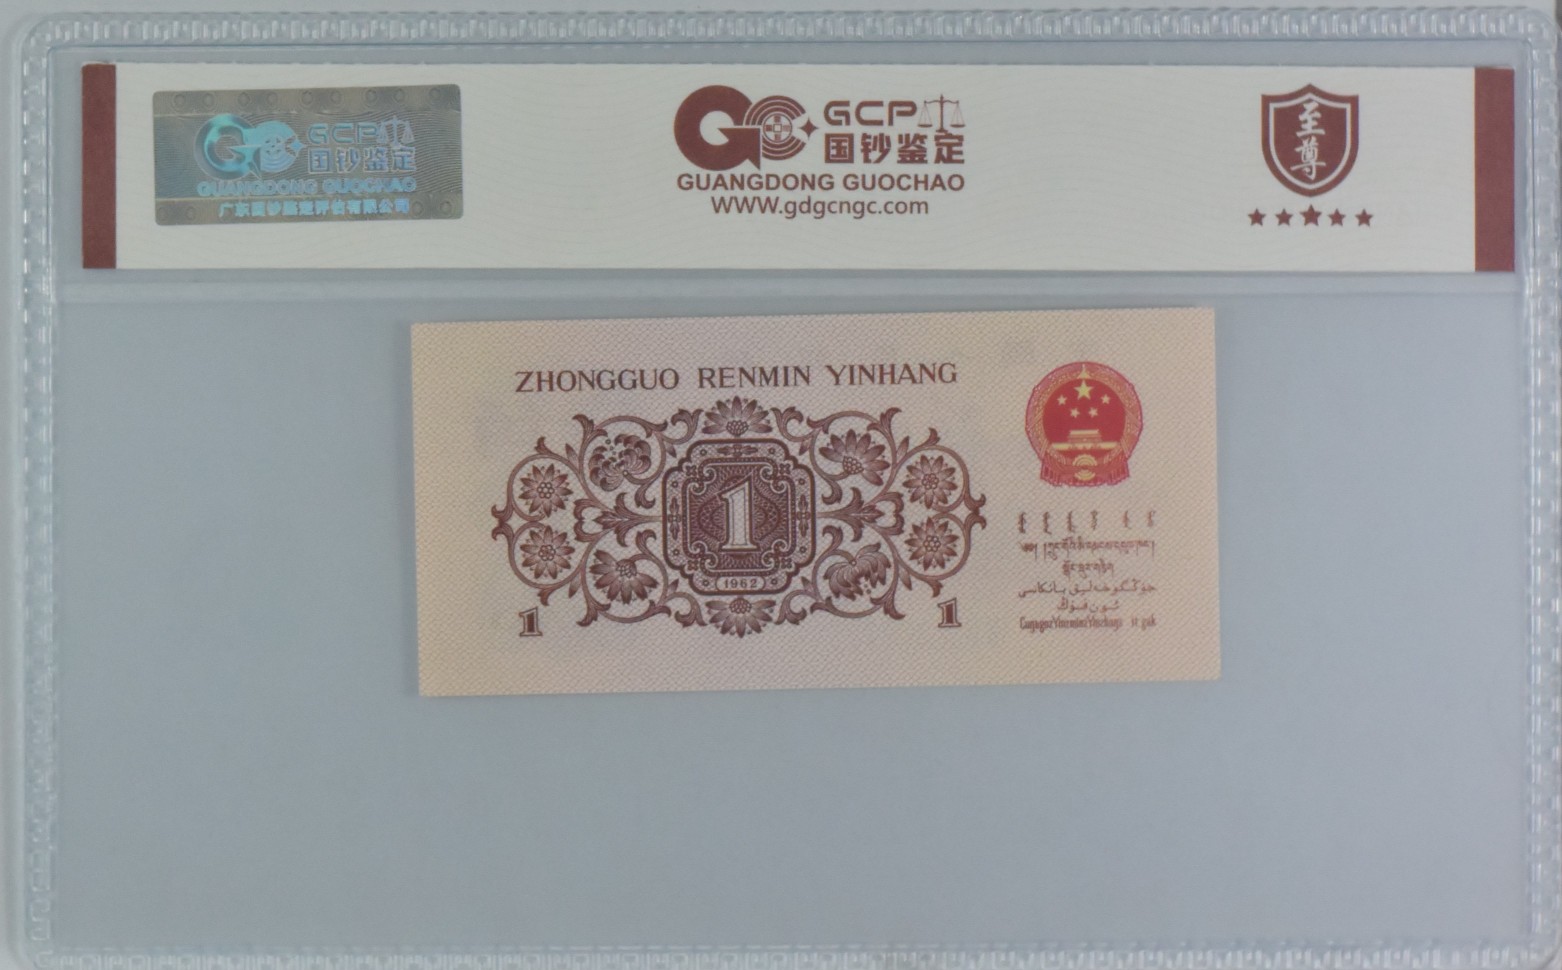 GCP
国钞鉴定
GUANGDONG GUOCHAO
广东国钞鉴定评估有限公司
GCP
国钞鉴定
GUANGDONG GUOCHAO
WWW.gdgcngc.com
至尊
ZHONGGUO RENMIN YINHANG
1
1962
1
1
جۇڭگوخەلىق بانكاسى